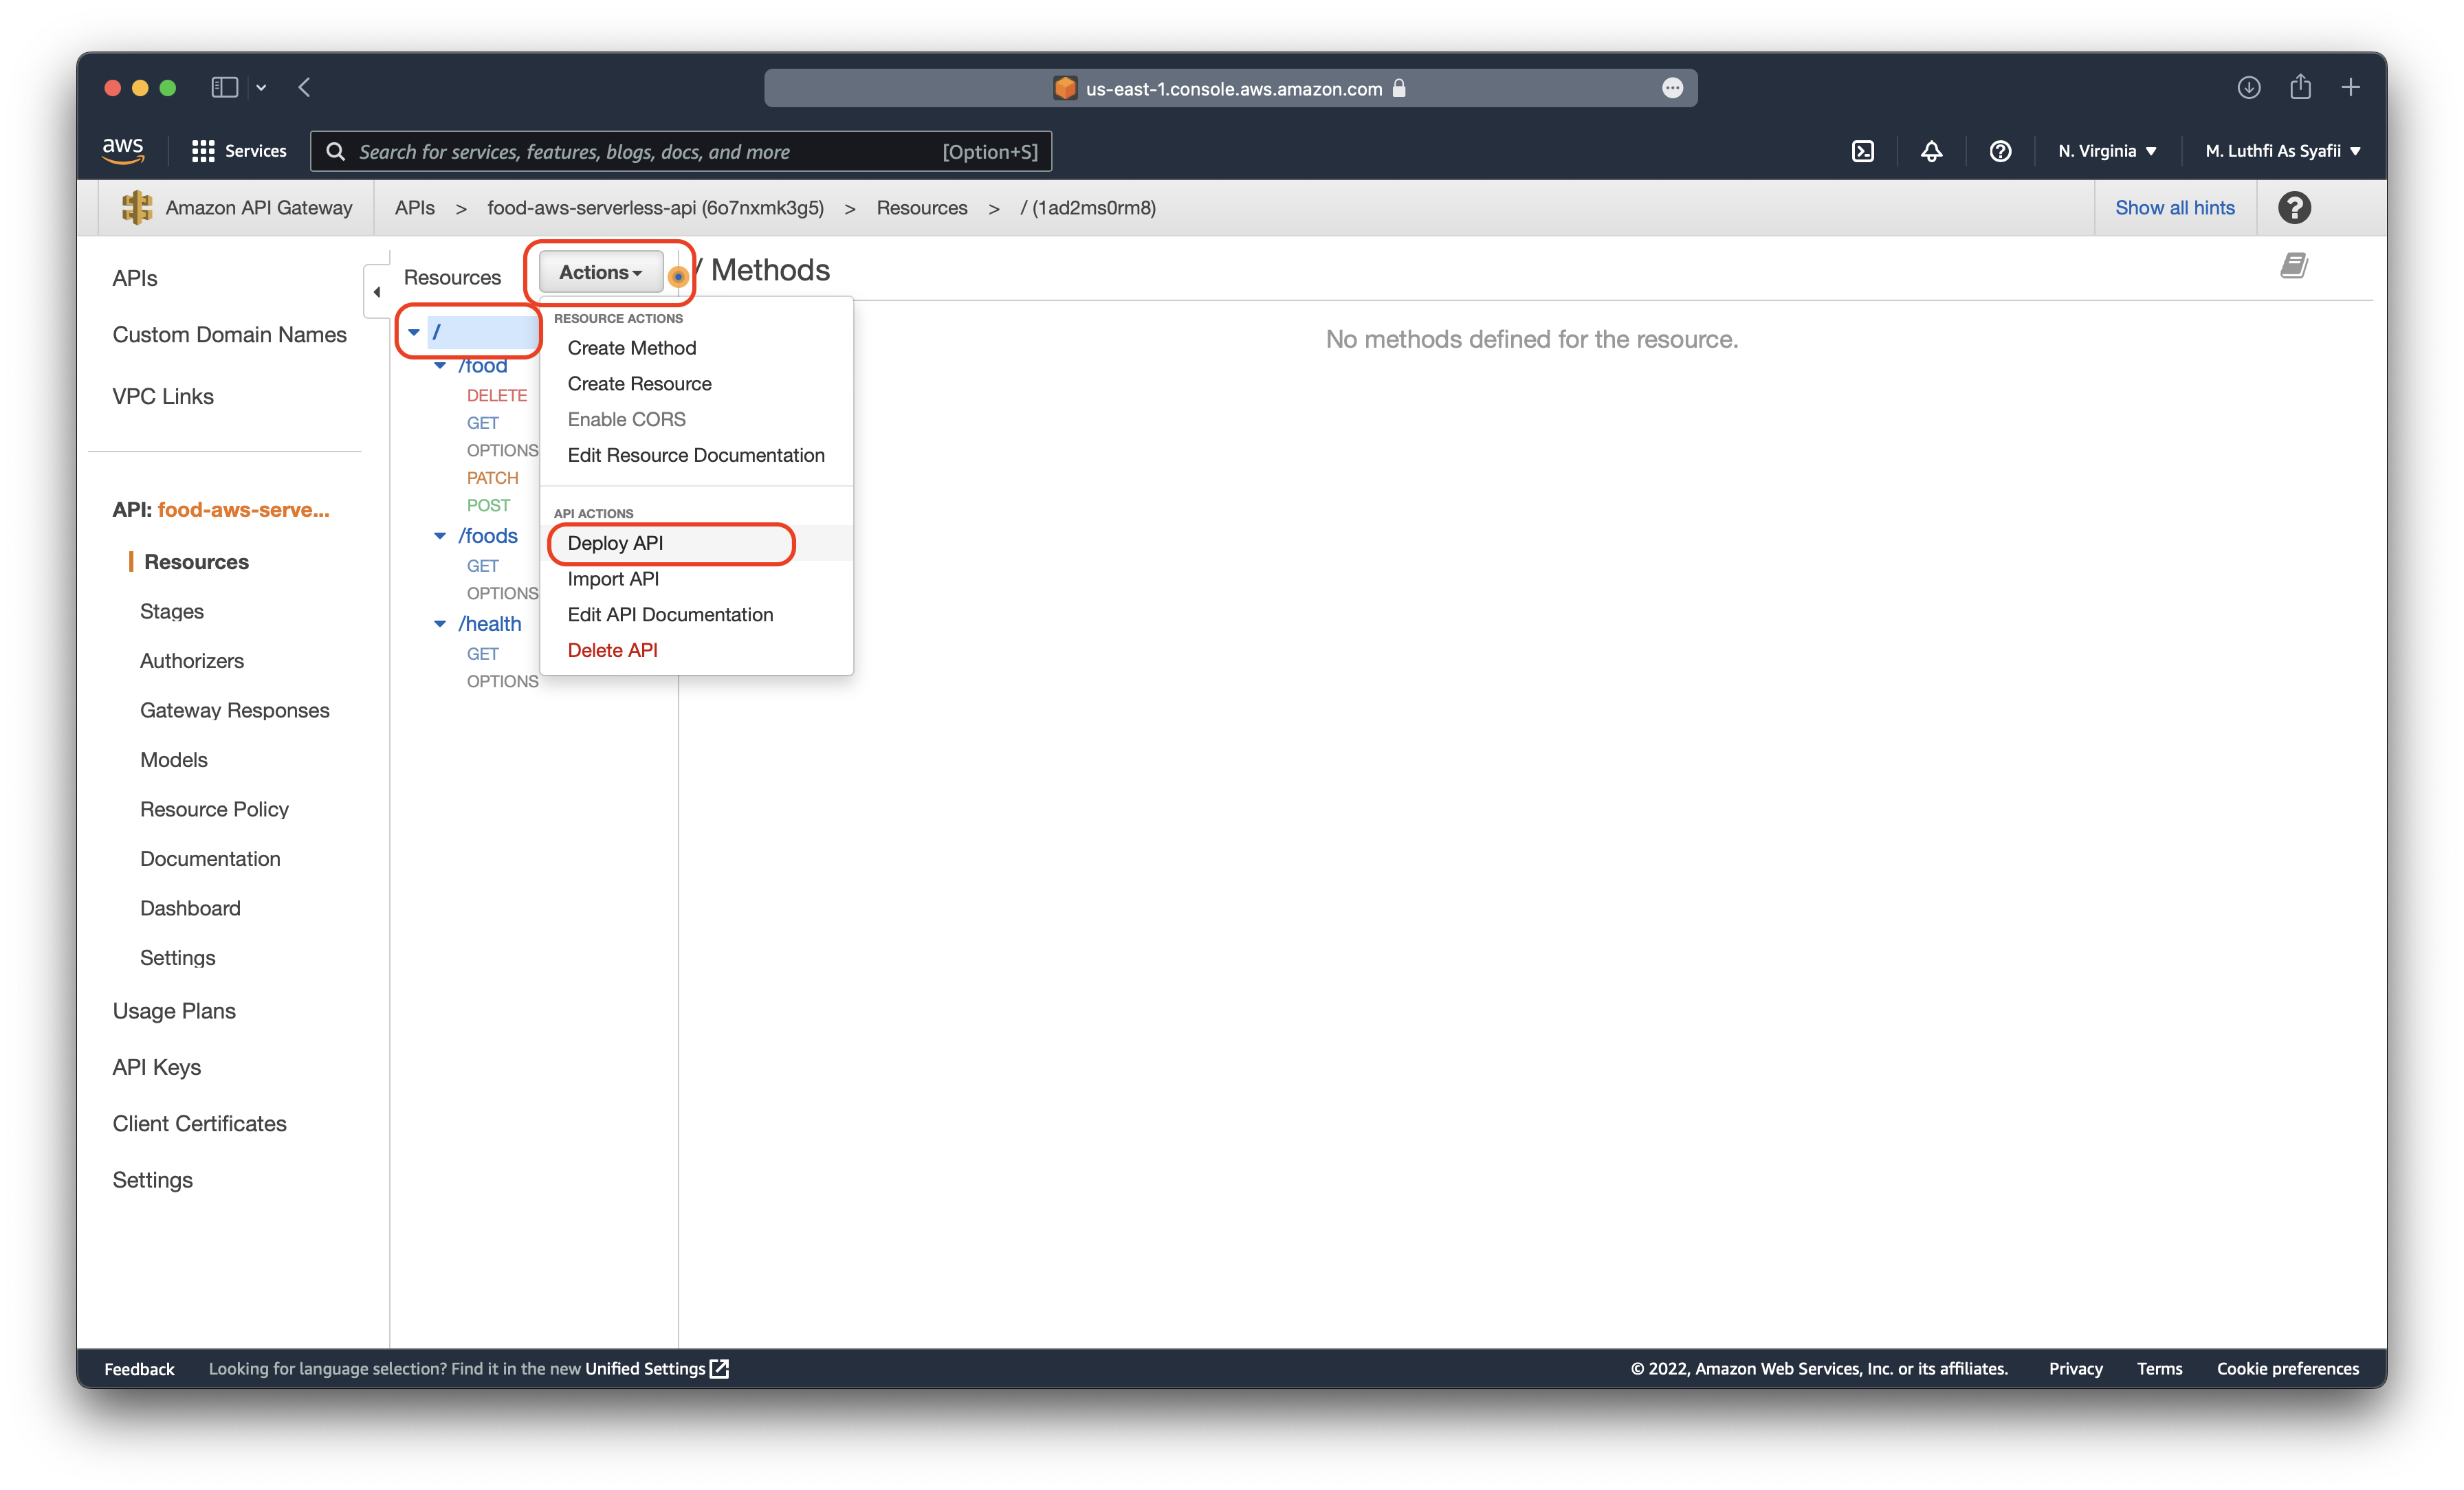 us-east-1.console.aws.amazon.com
aws
Services
Search for services, features, blogs, docs, and more
[Option+S]
N. Virginia
M. Luthfi As Syafii
Amazon API Gateway
APIs > food-aws-serverless-api (6o7nxmk3g5) > Resources > / (1ad2ms0rm8)
Show all hints
APIs
Custom Domain Names
VPC Links
API: food-aws-serve...
Resources
Stages
Authorizers
Gateway Responses
Models
Resource Policy
Documentation
Dashboard
Settings
Usage Plans
API Keys
Client Certificates
Settings
Resources
Actions
/ Methods
/
/food
DELETE
GET
OPTIONS
PATCH
POST
/foods
GET
OPTIONS
/health
GET
OPTIONS
RESOURCE ACTIONS
Create Method
Create Resource
Enable CORS
Edit Resource Documentation
API ACTIONS
Deploy API
Import API
Edit API Documentation
Delete API
No methods defined for the resource.
Feedback
Looking for language selection? Find it in the new Unified Settings
© 2022, Amazon Web Services, Inc. or its affiliates.
Privacy
Terms
Cookie preferences